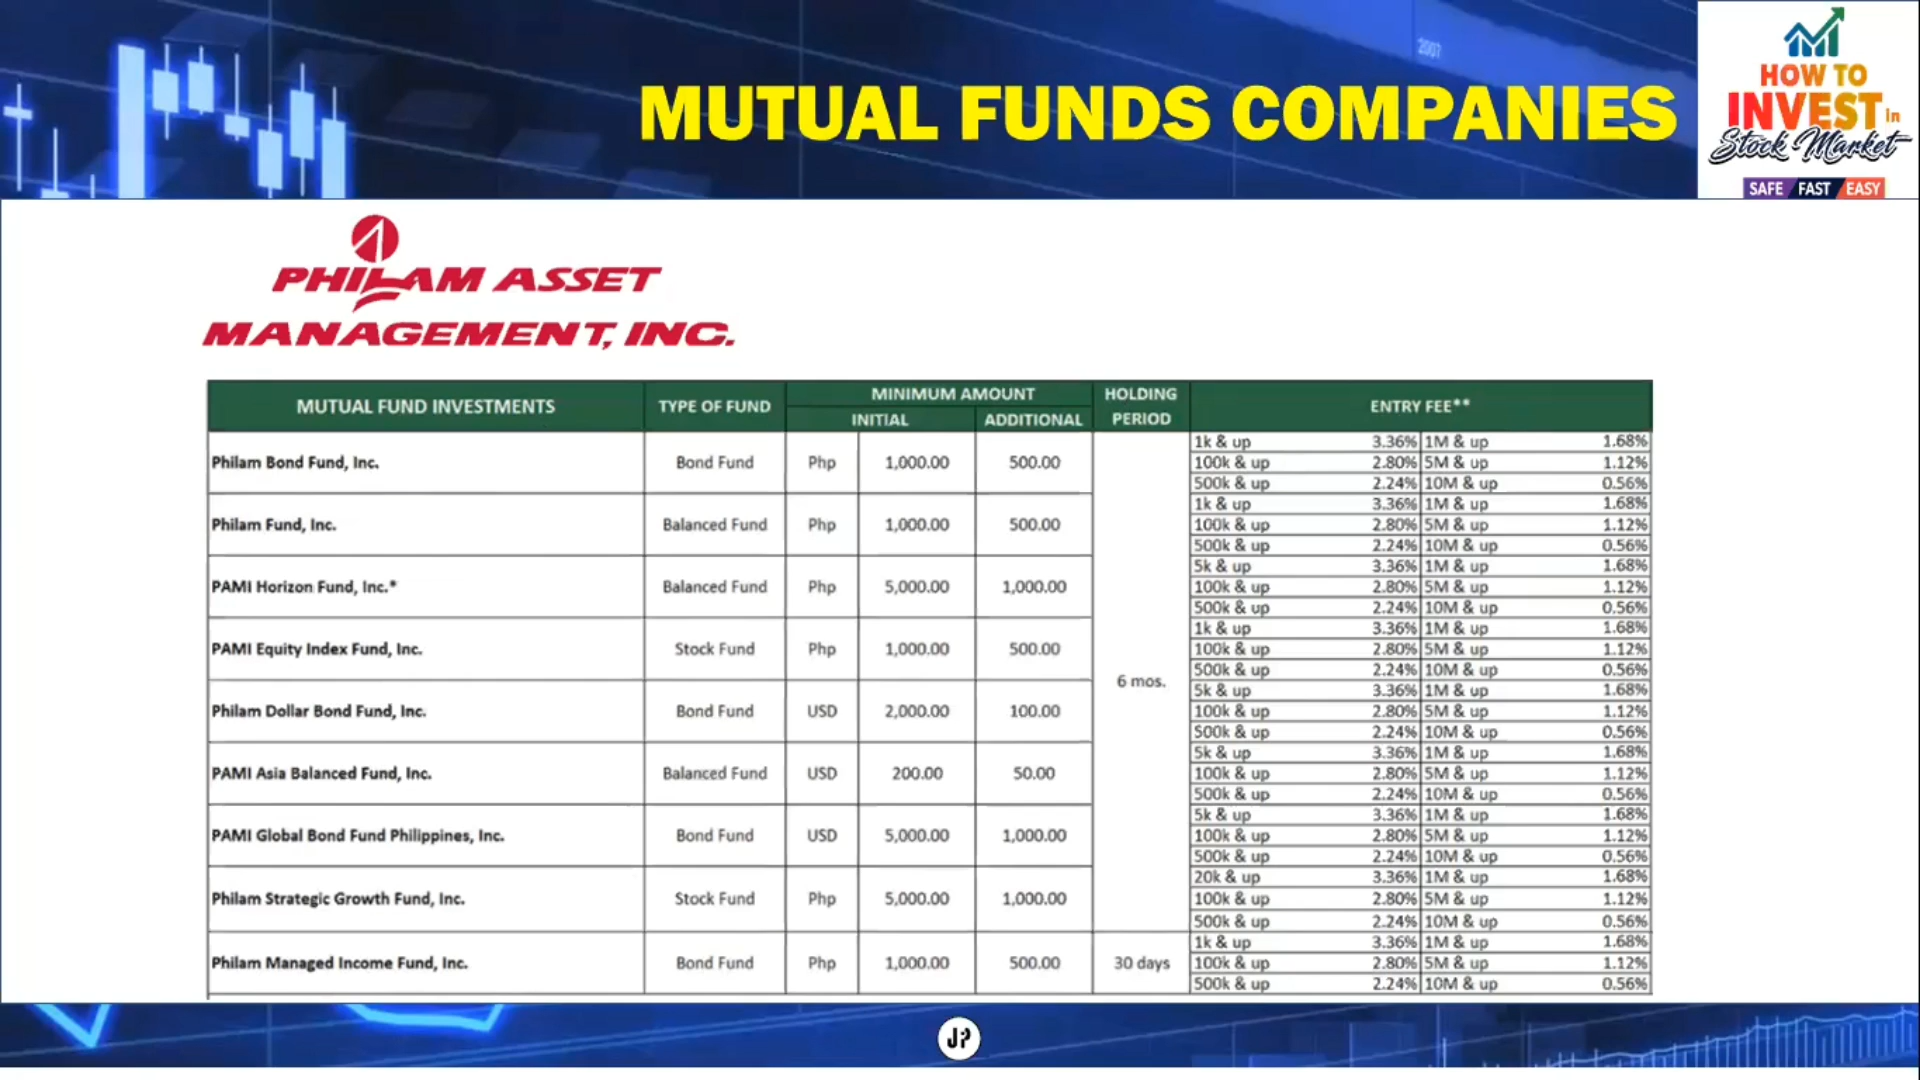 2007
MUTUAL FUNDS COMPANIES
HOW TO
INVEST in
Stock Market
SAFE FAST EASY
PHILAM ASSET
MANAGEMENT, INC.
MUTUAL FUND INVESTMENTS TYPE OF FUND MINIMUM AMOUNT HOLDING PERIOD ENTRY FEE**
INITIAL ADDITIONAL
1k & up 3.36% 1M & up 1.68%
Philam Bond Fund, Inc. Bond Fund Php 1,000.00 500.00 100k & up 2.80% 5M & up 1.12%
500k & up 2.24% 10M & up 0.56%
1k & up 3.36% 1M & up 1.68%
Philam Fund, Inc. Balanced Fund Php 1,000.00 500.00 100k & up 2.80% 5M & up 1.12%
500k & up 2.24% 10M & up 0.56%
5k & up 3.36% 1M & up 1.68%
PAMI Horizon Fund, Inc.* Balanced Fund Php 5,000.00 1,000.00 100k & up 2.80% 5M & up 1.12%
500k & up 2.24% 10M & up 0.56%
1k & up 3.36% 1M & up 1.68%
PAMI Equity Index Fund, Inc. Stock Fund Php 1,000.00 500.00 100k & up 2.80% 5M & up 1.12%
500k & up 2.24% 10M & up 0.56%
6 mos.
5k & up 3.36% 1M & up 1.68%
Philam Dollar Bond Fund, Inc. Bond Fund USD 2,000.00 100.00 100k & up 2.80% 5M & up 1.12%
500k & up 2.24% 10M & up 0.56%
5k & up 3.36% 1M & up 1.68%
PAMI Asia Balanced Fund, Inc. Balanced Fund USD 200.00 50.00 100k & up 2.80% 5M & up 1.12%
500k & up 2.24% 10M & up 0.56%
5k & up 3.36% 1M & up 1.68%
PAMI Global Bond Fund Philippines, Inc. Bond Fund USD 5,000.00 1,000.00 100k & up 2.80% 5M & up 1.12%
500k & up 2.24% 10M & up 0.56%
20k & up 3.36% 1M & up 1.68%
Philam Strategic Growth Fund, Inc. Stock Fund Php 5,000.00 1,000.00 100k & up 2.80% 5M & up 1.12%
500k & up 2.24% 10M & up 0.56%
1k & up 3.36% 1M & up 1.68%
Philam Managed Income Fund, Inc. Bond Fund Php 1,000.00 500.00 30 days 100k & up 2.80% 5M & up 1.12%
500k & up 2.24% 10M & up 0.56%